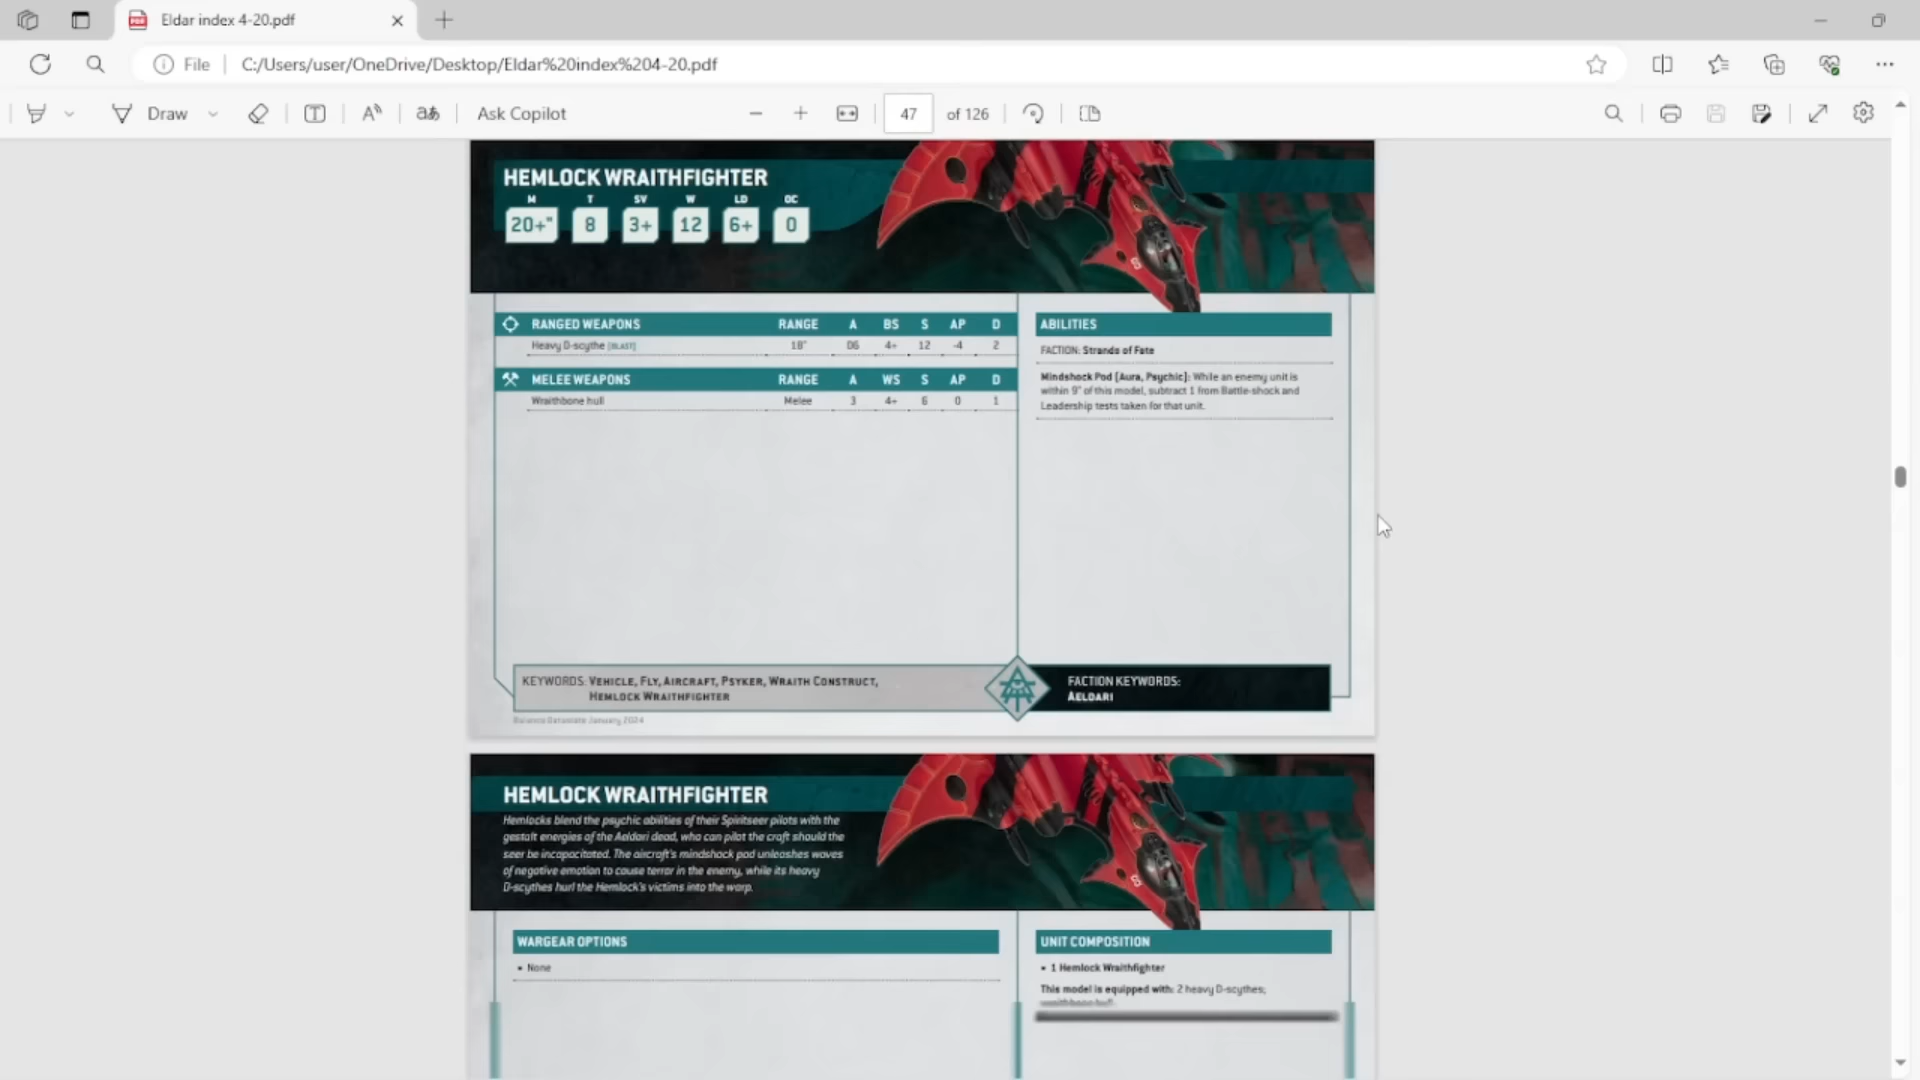 Eldar index 4-20.pdf
File
C:/Users/user/OneDrive/Desktop/Eldar%20index%204-20.pdf
Draw
Ask Copilot
47 of 126
HEMLOCK WRAITHFIGHTER
M T SV W LD OC
20+" 8 3+ 12 6+ 0
RANGED WEAPONS RANGE A BS S AP D
Heavy D-scythe [BLAST] 18" D6 4+ 12 -4 2
MELEE WEAPONS RANGE A WS S AP D
Wraithbone hull Melee 3 4+ 6 0 1
ABILITIES
FACTION: Strands of Fate
Mindshock Pod (Aura, Psychic): While an enemy unit is
within 9" of this model, subtract 1 from Battle-shock and
Leadership tests taken for that unit.
KEYWORDS: VEHICLE, FLY, AIRCRAFT, PSYKER, WRAITH CONSTRUCT,
HEMLOCK WRAITHFIGHTER
FACTION KEYWORDS:
AELDARI
Balance Dataslate January 2024
HEMLOCK WRAITHFIGHTER
Hemlocks blend the psychic abilities of their Spiritseer pilots with the
gestalt energies of the Aeldari dead, who can pilot the craft should the
seer be incapacitated. The aircraft's mindshock pod unleashes waves
of negative emotion to cause terror in the enemy, while its heavy
D-scythes hurl the Hemlock's victims into the warp.
WARGEAR OPTIONS
▪ None
UNIT COMPOSITION
▪ 1 Hemlock Wraithfighter
This model is equipped with: 2 heavy D-scythes;
wraithbone hull.